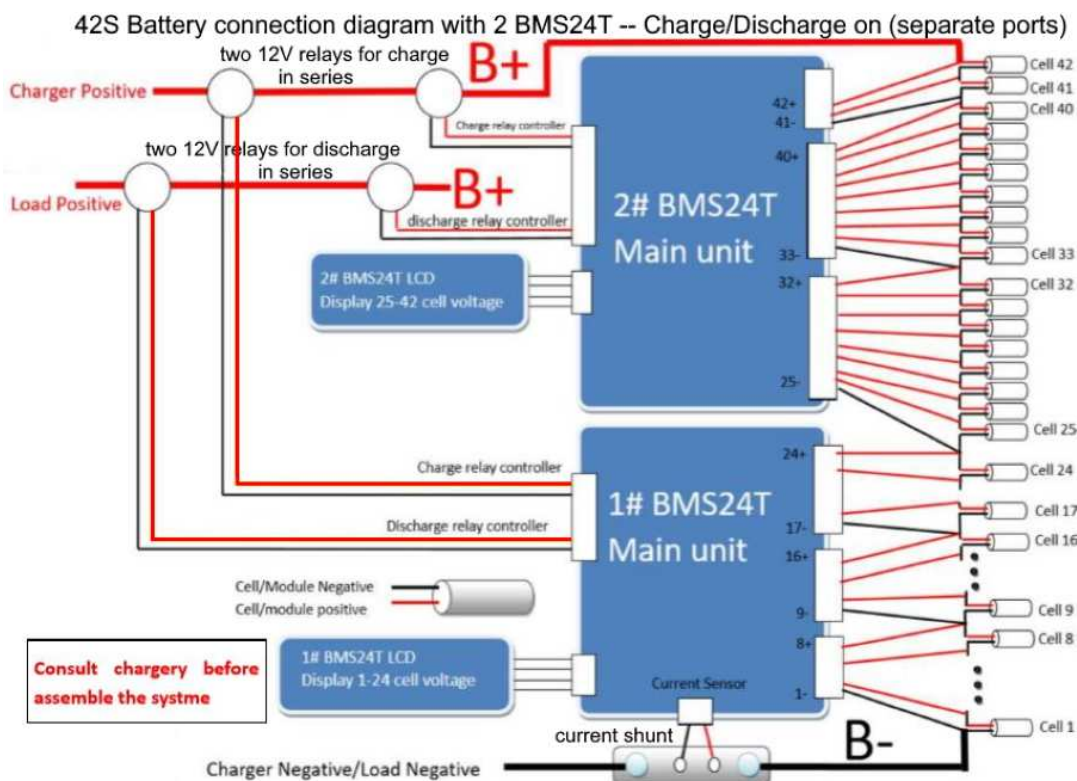 42S Battery connection diagram with 2 BMS24T -- Charge/Discharge on (separate ports)
two 12V relays for charge
in series
B+
Charger Positive
Charge relay controller
two 12V relays for discharge
in series
B+
Load Positive
discharge relay controller
2# BMS24T
Main unit
42+
41-
40+
33-
32+
25-
Cell 42
Cell 41
Cell 40
Cell 33
Cell 32
Cell 25
2# BMS24T LCD
Display 25-42 cell voltage
Charge relay controller
Discharge relay controller
1# BMS24T
Main unit
24+
17-
16+
9-
8+
1-
Cell 24
Cell 17
Cell 16
Cell 9
Cell 8
Cell 1
Cell/Module Negative
Cell/module positive
Consult chargery before
assemble the systme
1# BMS24T LCD
Display 1-24 cell voltage
Current Sensor
current shunt
B-
Charger Negative/Load Negative